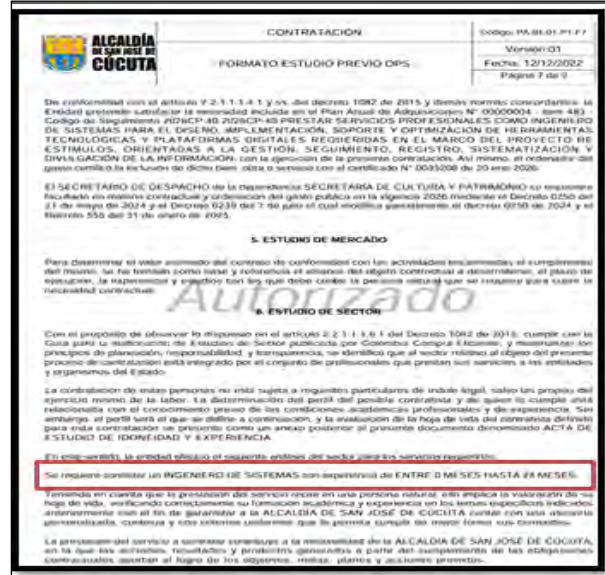 ALCALDÍA
DE SAN JOSÉ DE
CÚCUTA
CONTRATACIÓN
FORMATO ESTUDIO PREVIO OPS
Código: PA-01-01-P1-F7
Versión:01
Fecha: 12/12/2022
Página 7 de 9
De conformidad con el artículo 2.2.1.1.1.4.1 y ss. del decreto 1082 de 2015 y demás normas concordantes la
Entidad pretende satisfacer la necesidad incluida en el Plan Anual de Adquisiciones N° 00000004 - Item 483 -
Código de Seguimiento 2026CP-40 2026CP-40 PRESTAR SERVICIOS PROFESIONALES COMO INGENIERO
DE SISTEMAS PARA EL DISEÑO, IMPLEMENTACIÓN, SOPORTE Y OPTIMIZACIÓN DE HERRAMIENTAS
TECNOLÓGICAS Y PLATAFORMAS DIGITALES REQUERIDAS EN EL MARCO DEL PROYECTO DE
ESTÍMULOS, ORIENTADAS A LA GESTIÓN, SEGUIMIENTO, REGISTRO, SISTEMATIZACIÓN Y
DIVULGACIÓN DE LA INFORMACIÓN, con la ejecución de la presente contratación. Así mismo, el ordenador del
gasto certificó la inclusión de dicho bien, obra o servicio con el certificado N° 0035208 de 20 ene 2026.
El SECRETARIO DE DESPACHO de la dependencia SECRETARÍA DE CULTURA Y PATRIMONIO se encuentra
facultado en materia contractual y ordenación del gasto público en la vigencia 2026 mediante el Decreto 0250 del
21 de mayo de 2024 y el Decreto 0239 del 7 de julio el cual modifica parcialmente el decreto 0250 de 2024 y el
Decreto 555 del 31 de enero de 2025.
5. ESTUDIO DE MERCADO
Para determinar el valor estimado del contrato de conformidad con las actividades encaminadas al cumplimiento
del mismo, se ha tomado como base y referencia el alcance del objeto contractual a desarrollarse, el plazo de
ejecución, la experiencia y estudios con los que debe contar la persona natural que se requiere para cubrir la
necesidad contractual.
Autorizado
6. ESTUDIO DE SECTOR
Con el propósito de observar lo dispuesto en el artículo 2.2.1.1.1.6.1 del Decreto 1082 de 2015, cumplir con la
Guía para la elaboración de Estudios de Sector publicada por Colombia Compra Eficiente, y materializar los
principios de planeación, responsabilidad, y transparencia, se identificó que el sector relativo al objeto del presente
proceso de contratación está integrado por el conjunto de profesionales que prestan sus servicios a las entidades
y organismos del Estado.
La contratación de estas personas no está sujeta a requisitos particulares de índole legal, salvo las propias del
ejercicio mismo de la labor. La determinación del perfil del posible contratista y de quien lo cumple está
relacionada con el conocimiento previo de las condiciones académicas profesionales y de experiencia. Sin
embargo, el perfil será el que se define a continuación, y la evaluación de la hoja de vida del contratista definido
para esta contratación se presenta como un anexo posterior al presente documento denominado ACTA DE
ESTUDIO DE IDONEIDAD Y EXPERIENCIA.
En este sentido, la entidad efectuó el siguiente análisis del sector para los servicios requeridos:
Se requiere contratar un INGENIERO DE SISTEMAS con experiencia de ENTRE 0 MESES HASTA 24 MESES.
Teniendo en cuenta que la prestación del servicio recae en una persona natural, ello implica la valoración de su
hoja de vida, verificando correctamente su formación académica y experiencia en los temas específicos indicados
anteriormente con el fin de garantizar a la ALCALDÍA DE SAN JOSÉ DE CÚCUTA contar con una asesoría
personalizada, continua y con criterios uniformes que le permita cumplir de mejor forma sus cometidos.
La prestación del servicio a contratar contribuye a la misionalidad de la ALCALDÍA DE SAN JOSÉ DE CÚCUTA,
en la que las acciones, resultados y productos generados a partir del cumplimiento de las obligaciones
contractuales aportan al logro de los objetivos, metas, planes y acciones previstos.